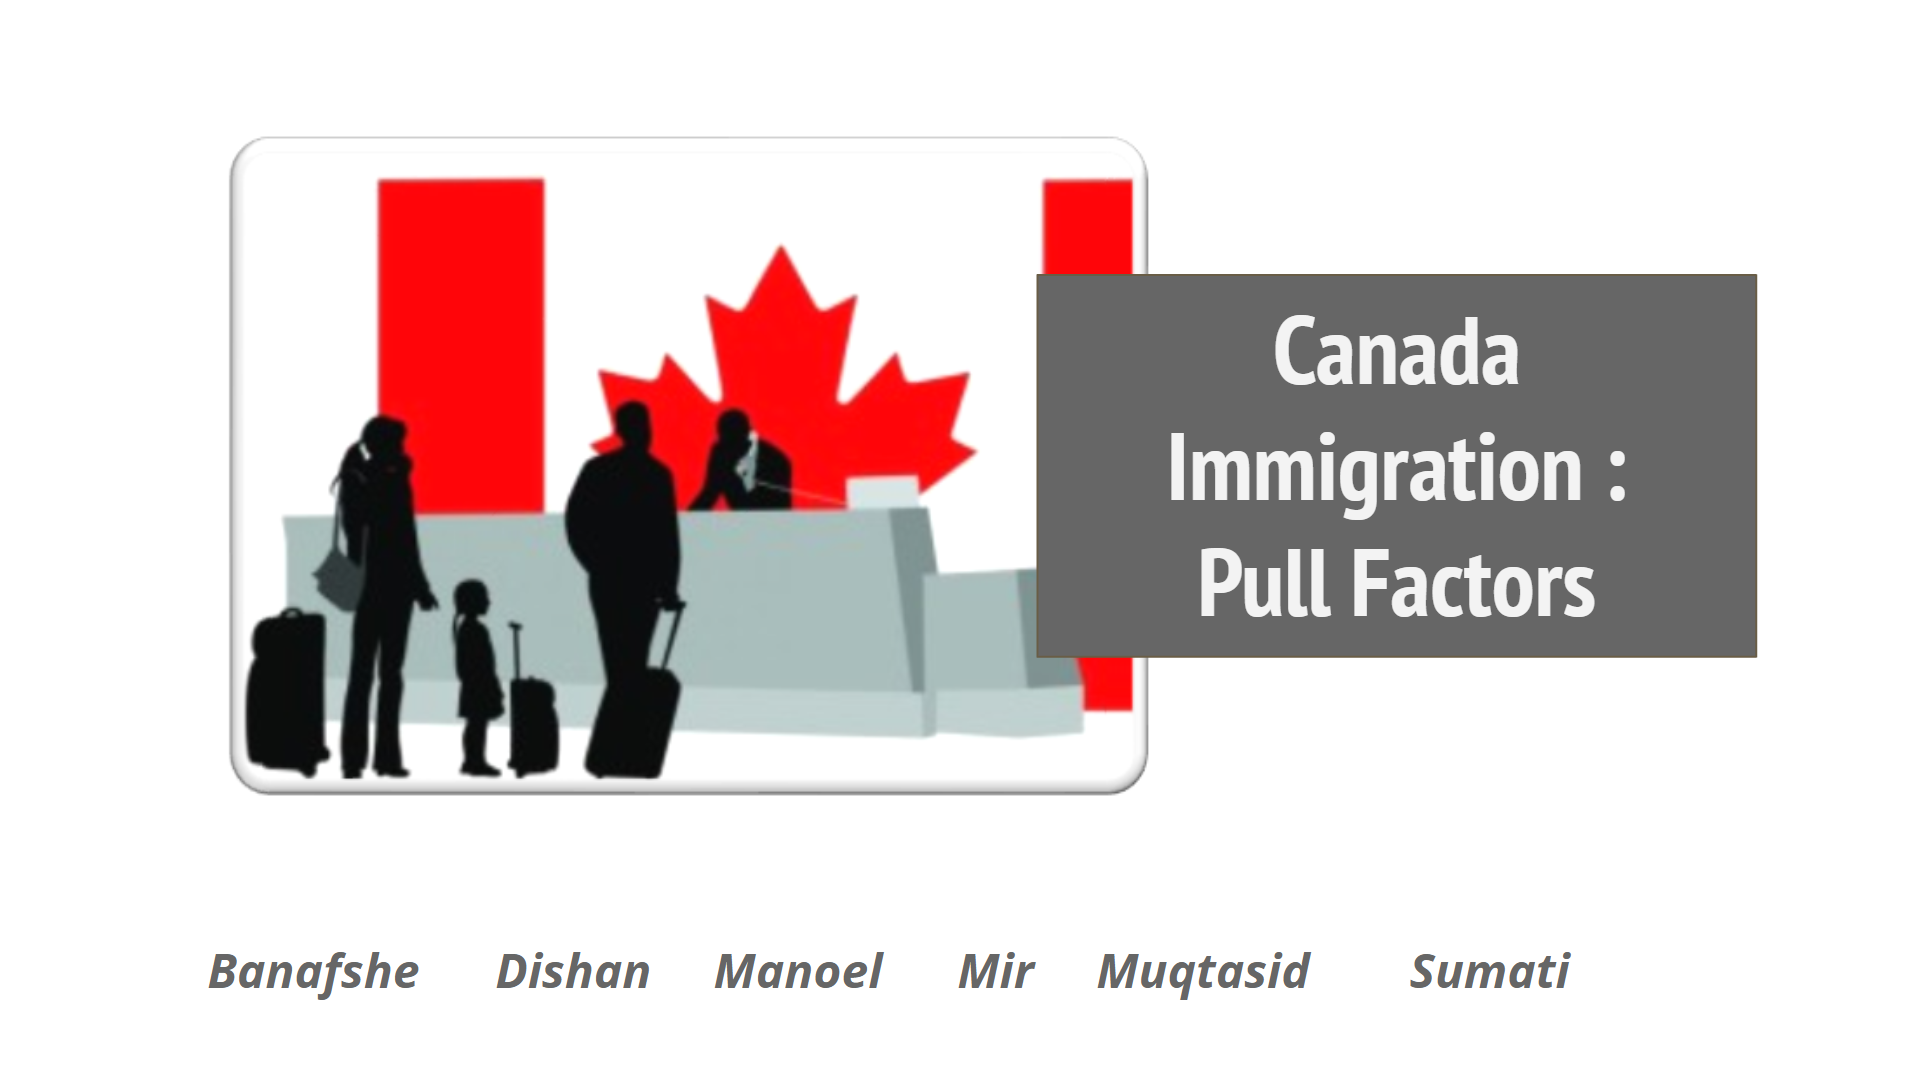 Canada
Immigration :
Pull Factors
Banafshe Dishan Manoel Mir Muqtasid Sumati